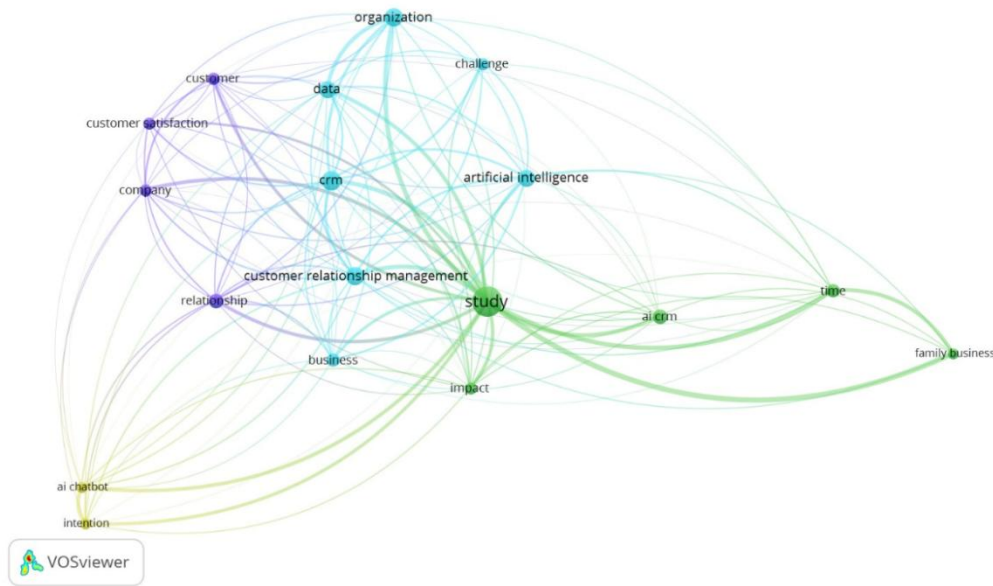 organization
challenge
customer
data
customer satisfaction
crm
artificial intelligence
company
customer relationship management
time
relationship
study
ai crm
family business
business
impact
ai chatbot
intention
VOSviewer